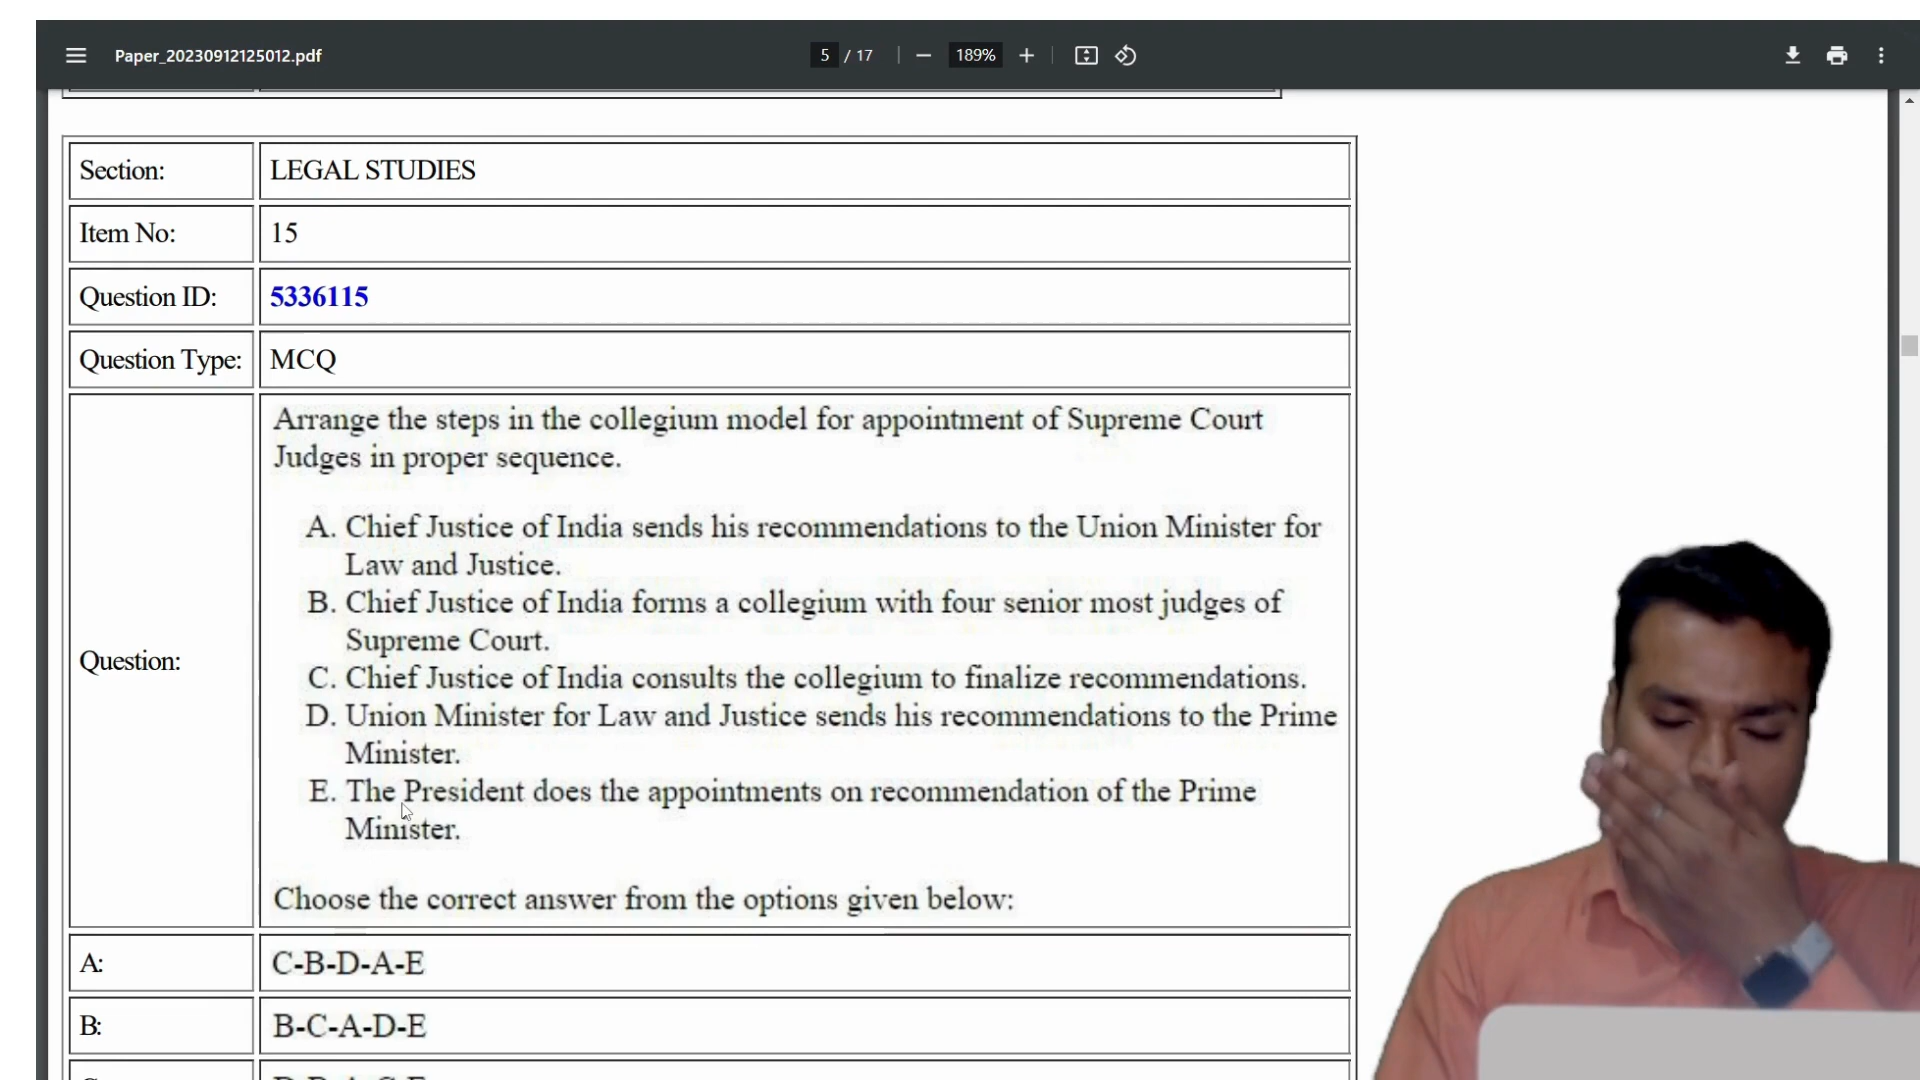 Paper_20230912125012.pdf
5 / 17
189%
Section:
LEGAL STUDIES
Item No:
15
Question ID:
5336115
Question Type:
MCQ
Question:
Arrange the steps in the collegium model for appointment of Supreme Court
Judges in proper sequence.
A. Chief Justice of India sends his recommendations to the Union Minister for
Law and Justice.
B. Chief Justice of India forms a collegium with four senior most judges of
Supreme Court.
C. Chief Justice of India consults the collegium to finalize recommendations.
D. Union Minister for Law and Justice sends his recommendations to the Prime
Minister.
E. The President does the appointments on recommendation of the Prime
Minister.
Choose the correct answer from the options given below:
A:
C-B-D-A-E
B:
B-C-A-D-E